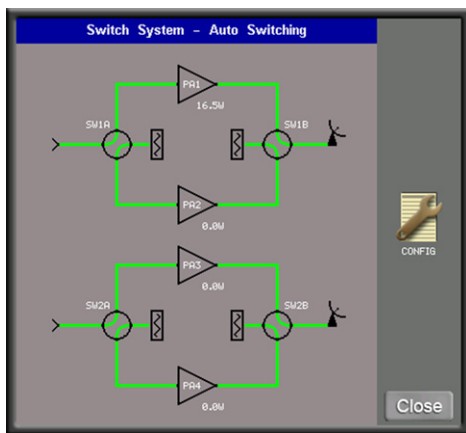 Switch System – Auto Switching
PA1
16.5W
SW1A
SW1B
PA2
0.0W
CONFIG
PA3
0.0W
SW2A
SW2B
PA4
0.0W
Close